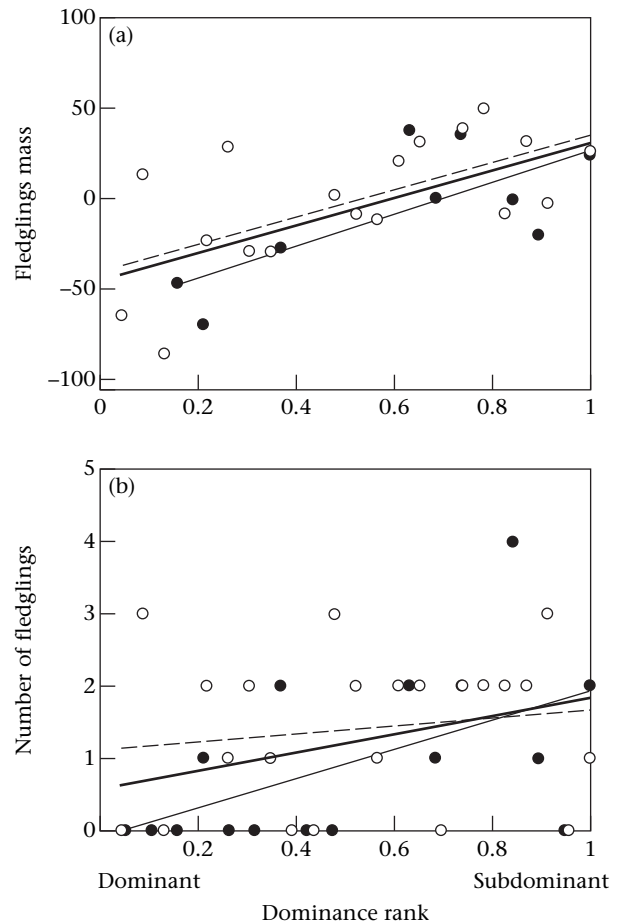 (a)
Fledglings mass
100
50
0
–50
–100
0 0.2 0.4 0.6 0.8 1
(b)
Number of fledglings
5
4
3
2
1
0
0.2 0.4 0.6 0.8 1
Dominant Subdominant
Dominance rank